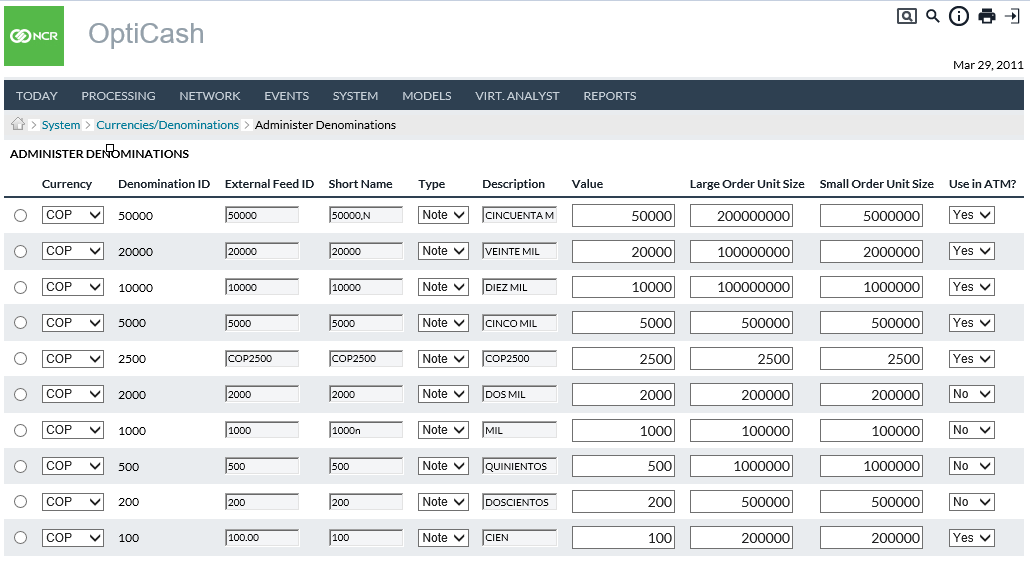 NCR OptiCash
Mar 29, 2011
TODAY PROCESSING NETWORK EVENTS SYSTEM MODELS VIRT. ANALYST REPORTS
> System > Currencies/Denominations > Administer Denominations
ADMINISTER DENOMINATIONS
Currency Denomination ID External Feed ID Short Name Type Description Value Large Order Unit Size Small Order Unit Size Use in ATM?
COP 50000 50000 50000,N Note CINCUENTA M 50000 200000000 5000000 Yes
COP 20000 20000 20000 Note VEINTE MIL 20000 100000000 2000000 Yes
COP 10000 10000 10000 Note DIEZ MIL 10000 100000000 1000000 Yes
COP 5000 5000 5000 Note CINCO MIL 5000 500000 500000 Yes
COP 2500 COP2500 COP2500 Note COP2500 2500 2500 2500 Yes
COP 2000 2000 2000 Note DOS MIL 2000 200000 200000 No
COP 1000 1000 1000n Note MIL 1000 100000 100000 No
COP 500 500 500 Note QUINIENTOS 500 1000000 1000000 No
COP 200 200 200 Note DOSCIENTOS 200 500000 500000 No
COP 100 100.00 100 Note CIEN 100 200000 200000 Yes